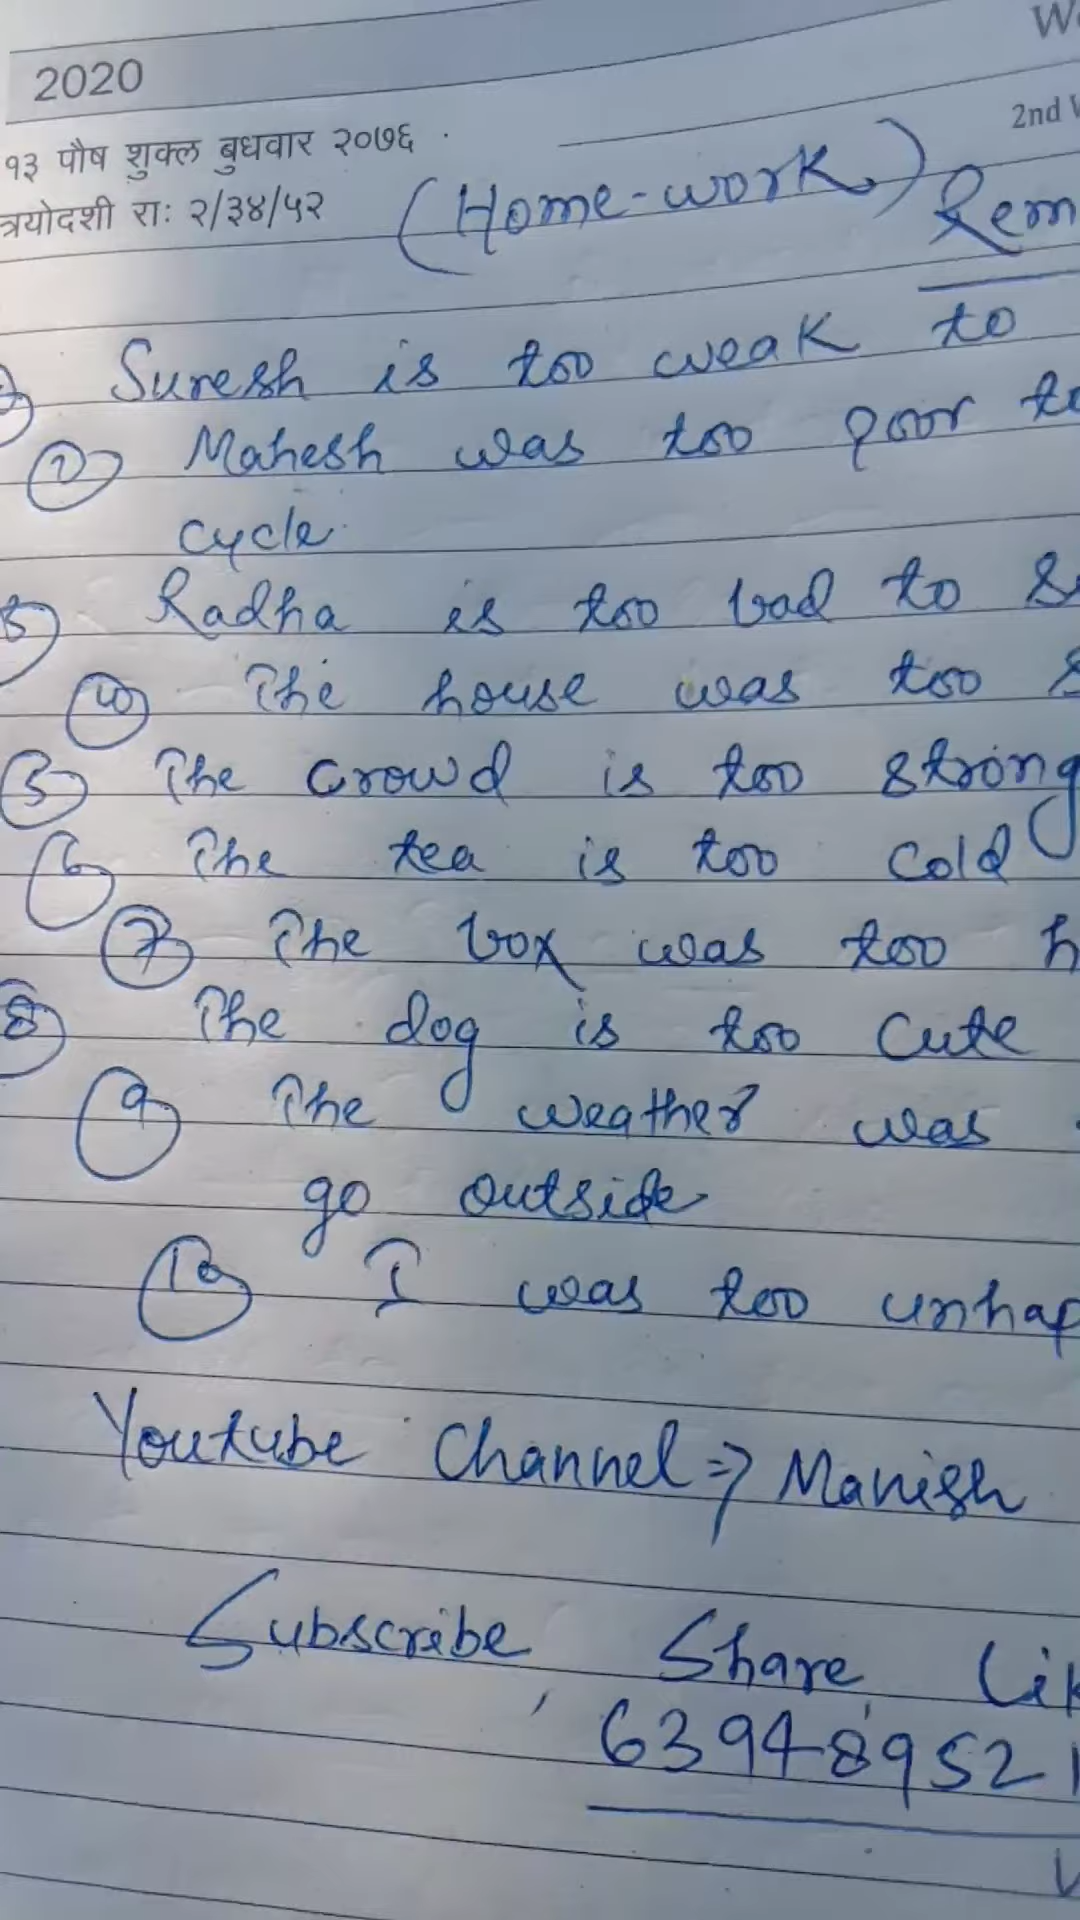 2020
१३ पौष शुक्ल बुधवार २०७६
2nd
त्रयोदशी राः २/३४/५२
(Home-work)
Suresh is too weak to
② Mahesh was too poor to
cycle
Radha is too bad to
④ The house was too
⑤ The crowd is too strong
⑥ The tea is too cold
⑦ The box was too h
⑧ The dog is too cute
⑨ The weather was
go outside
⑩ I was too unhap
Youtube Channel => Manish
Subscribe, Share, Lik
639489521